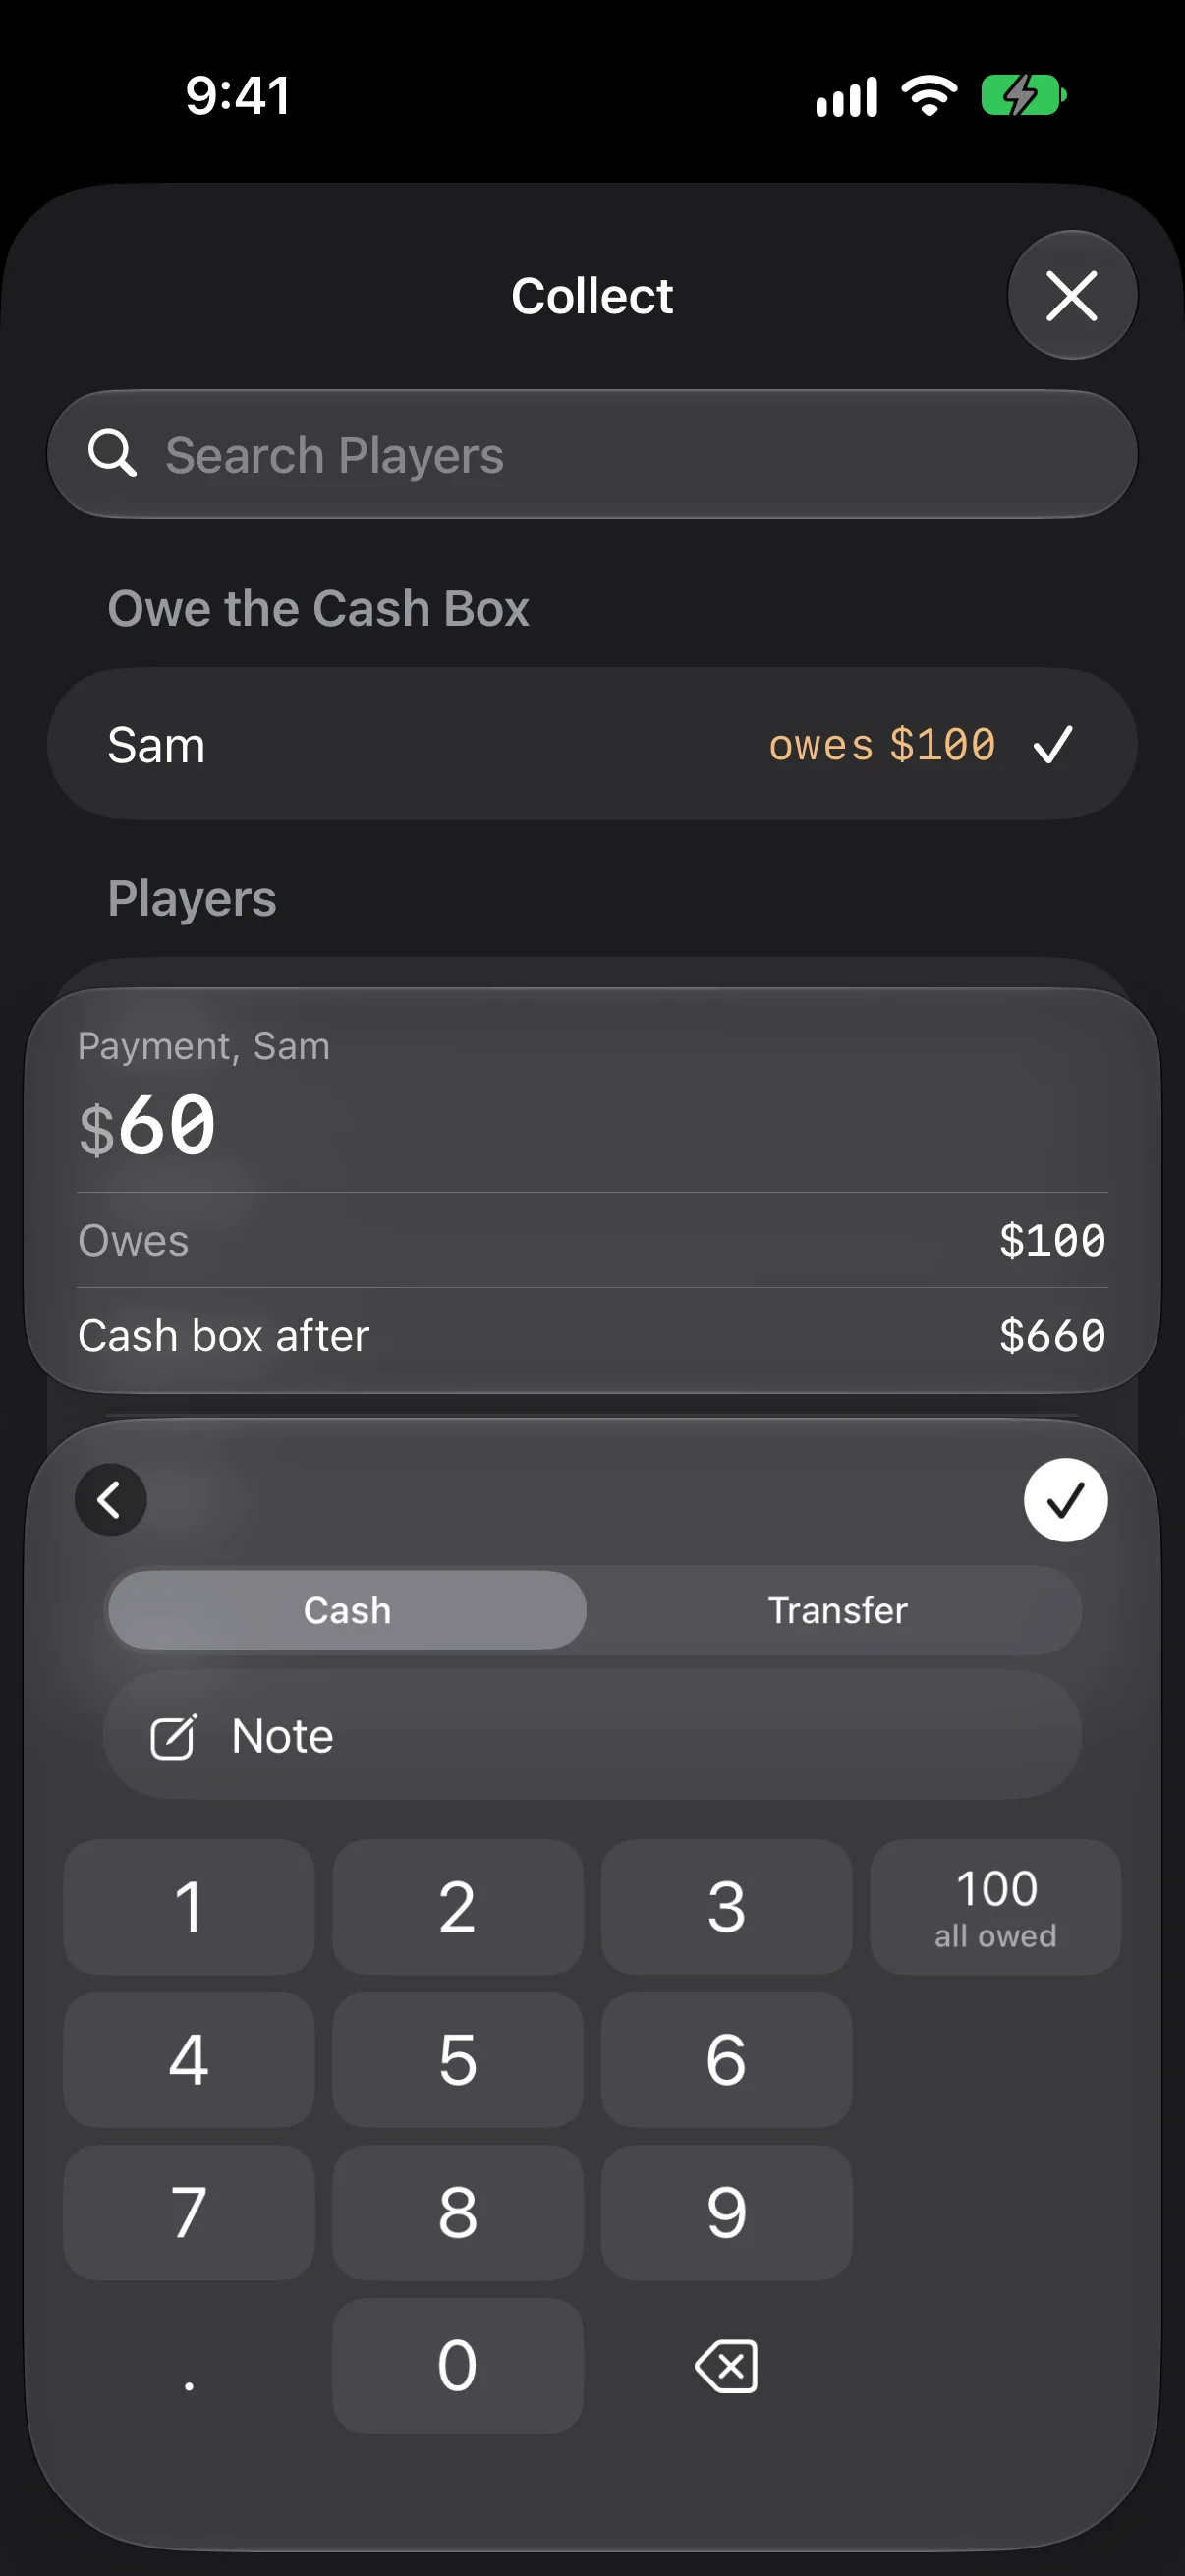 9:41
Collect
Search Players
Owe the Cash Box
Sam owes $100
Players
Payment, Sam
$60
Owes $100
Cash box after $660
Cash Transfer
Note
1 2 3 100
all owed
4 5 6
7 8 9
. 0